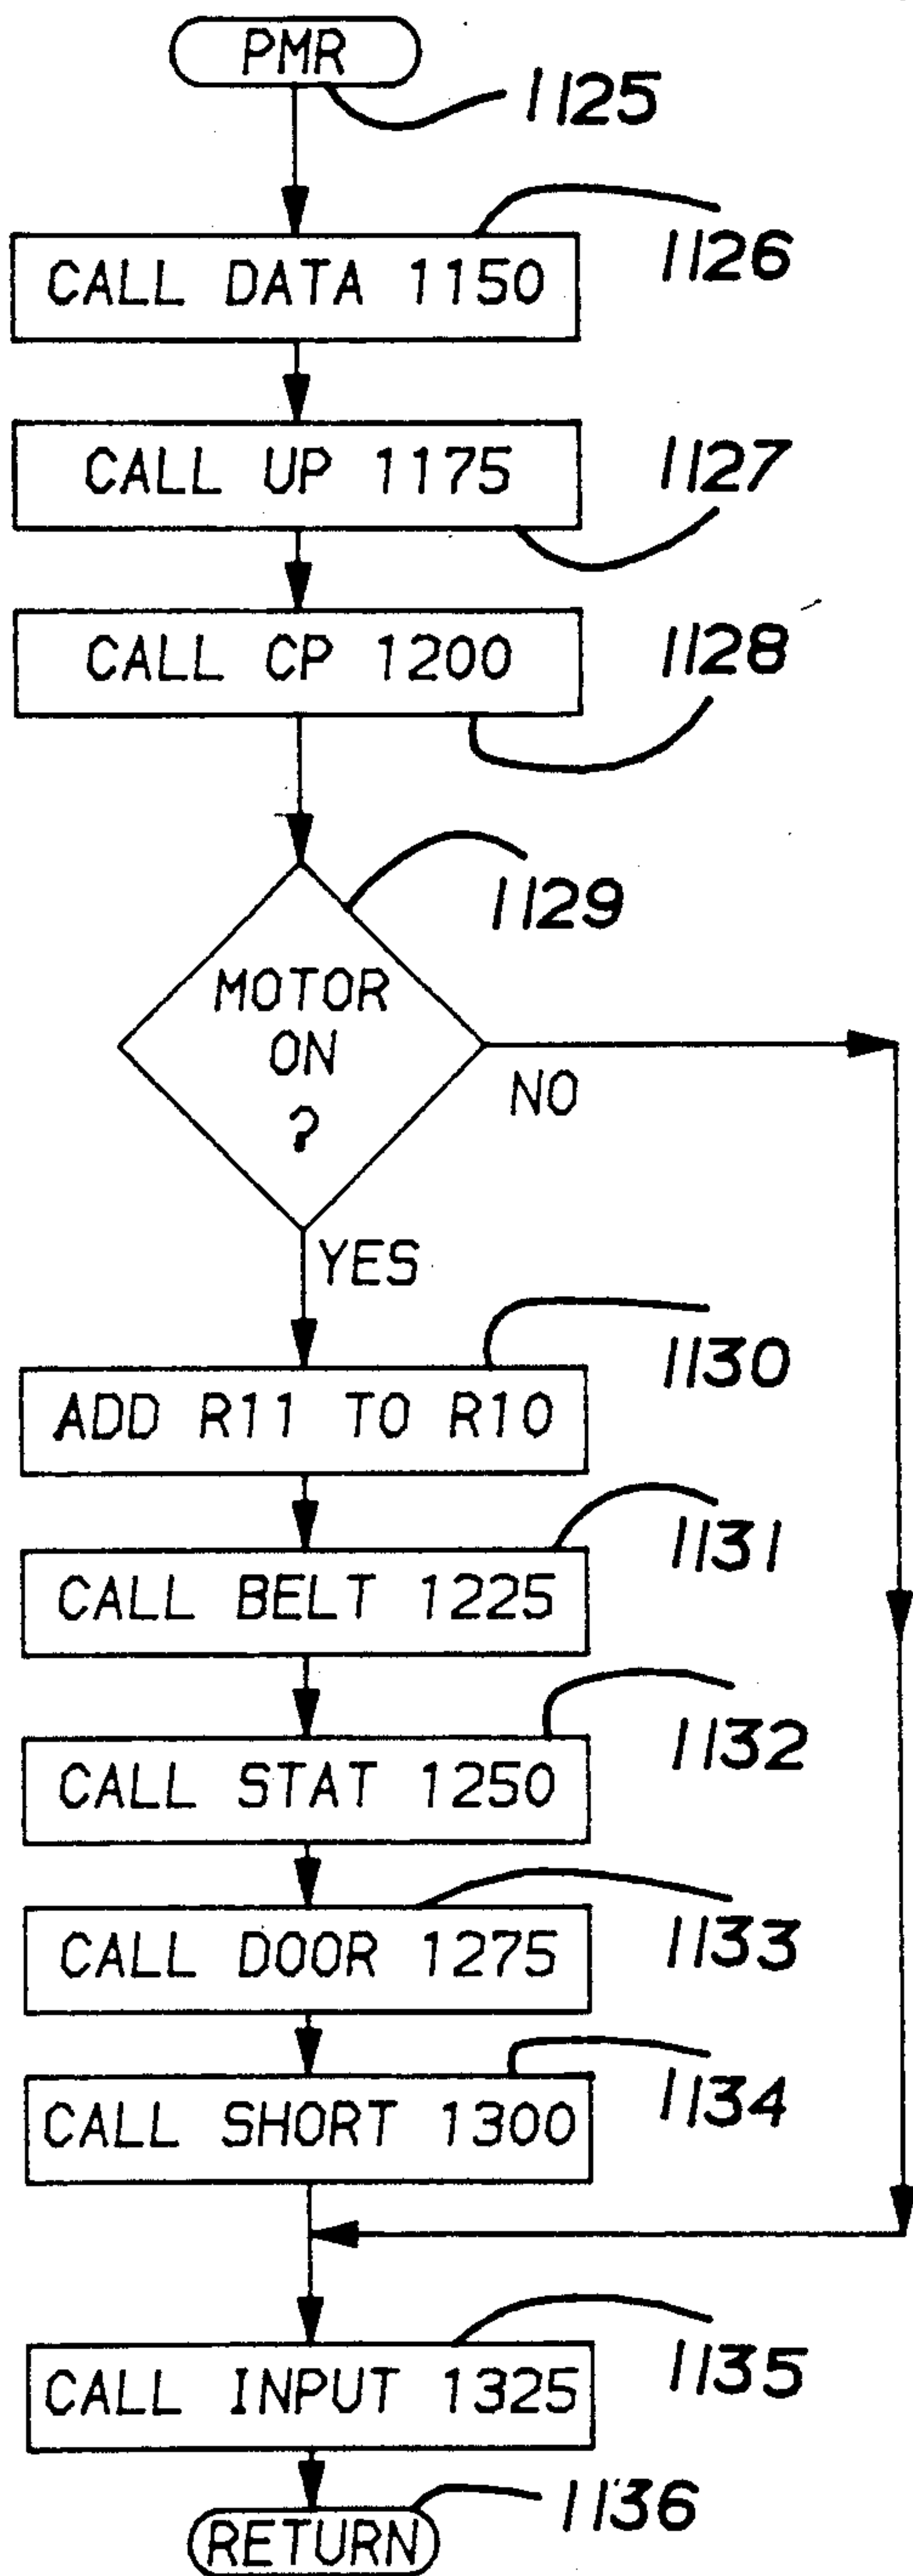 PMR
1125
1126
CALL DATA 1150
CALL UP 1175
1127
CALL CP 1200
1128
1129
MOTOR
ON
?
NO
YES
1130
ADD R11 TO R10
1131
CALL BELT 1225
1132
CALL STAT 1250
1133
CALL DOOR 1275
1134
CALL SHORT 1300
1135
CALL INPUT 1325
1136
RETURN